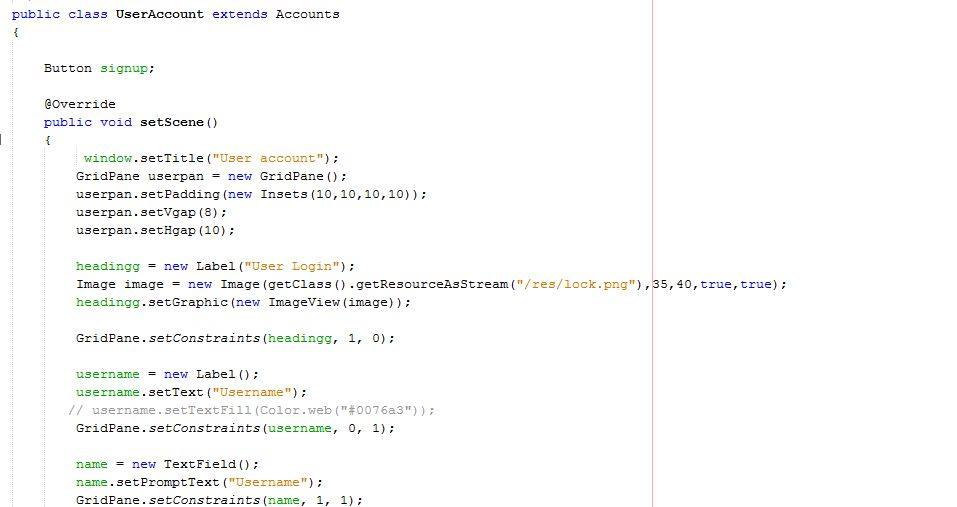 public class UserAccount extends Accounts
{
Button signup;
@Override
public void setScene()
{
window.setTitle("User account");
GridPane userpan = new GridPane();
userpan.setPadding(new Insets(10,10,10,10));
userpan.setVgap(8);
userpan.setHgap(10);
headingg = new Label("User Login");
Image image = new Image(getClass().getResourceAsStream("/res/lock.png"),35,40,true,true);
headingg.setGraphic(new ImageView(image));
GridPane.setConstraints(headingg, 1, 0);
username = new Label();
username.setText("Username");
// username.setTextFill(Color.web("#0076a3"));
GridPane.setConstraints(username, 0, 1);
name = new TextField();
name.setPromptText("Username");
GridPane.setConstraints(name, 1, 1);